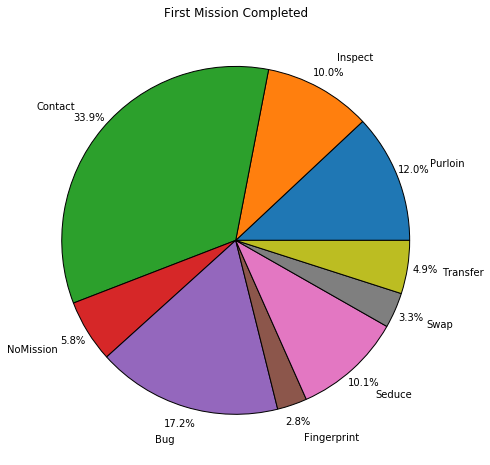 First Mission Completed
Inspect
10.0%
Contact
33.9%
Purloin
12.0%
Transfer
4.9%
Swap
3.3%
NoMission
5.8%
Seduce
10.1%
Bug
17.2%
Fingerprint
2.8%